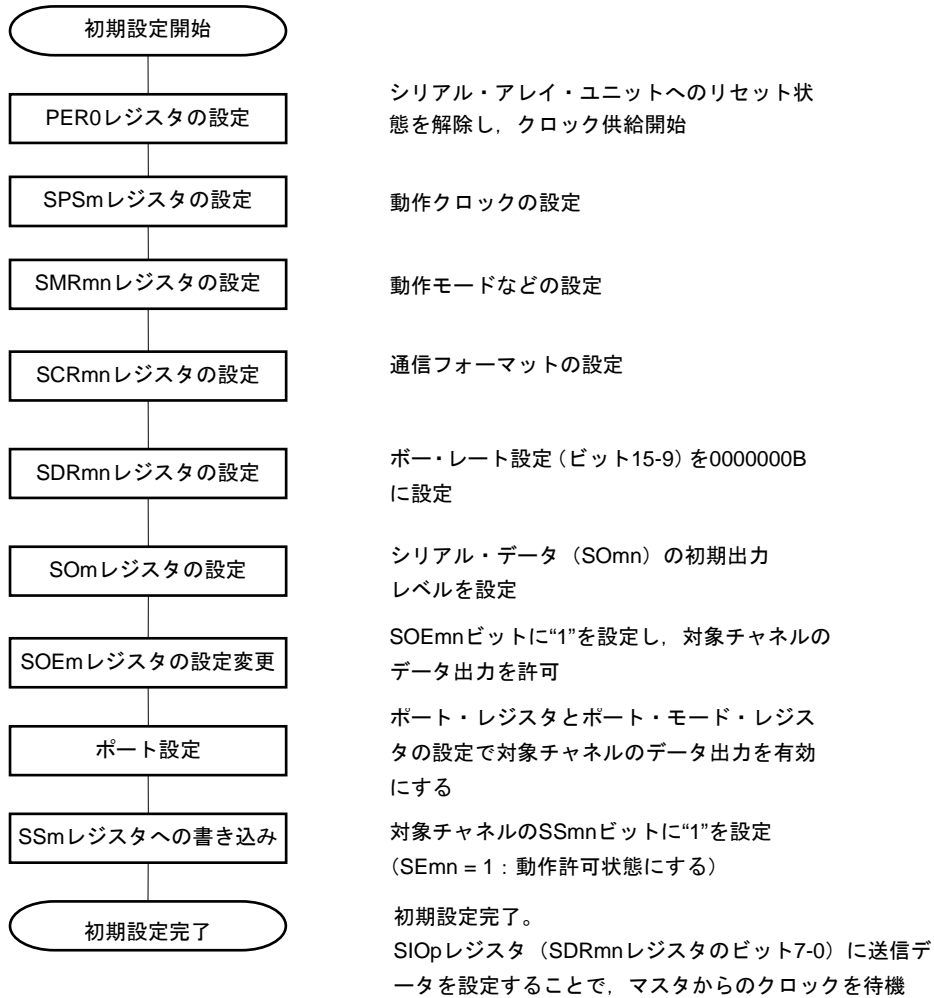 初期設定開始
PER0レジスタの設定
シリアル・アレイ・ユニットへのリセット状
態を解除し，クロック供給開始
SPSmレジスタの設定
動作クロックの設定
SMRmnレジスタの設定
動作モードなどの設定
SCRmnレジスタの設定
通信フォーマットの設定
SDRmnレジスタの設定
ボー・レート設定（ビット15-9）を0000000B
に設定
SOmレジスタの設定
シリアル・データ（SOmn）の初期出力
レベルを設定
SOEmレジスタの設定変更
SOEmnビットに“1”を設定し，対象チャネルの
データ出力を許可
ポート設定
ポート・レジスタとポート・モード・レジス
タの設定で対象チャネルのデータ出力を有効
にする
SSmレジスタへの書き込み
対象チャネルのSSmnビットに“1”を設定
（SEmn = 1：動作許可状態にする）
初期設定完了
初期設定完了。
SIOpレジスタ（SDRmnレジスタのビット7-0）に送信デ
ータを設定することで，マスタからのクロックを待機